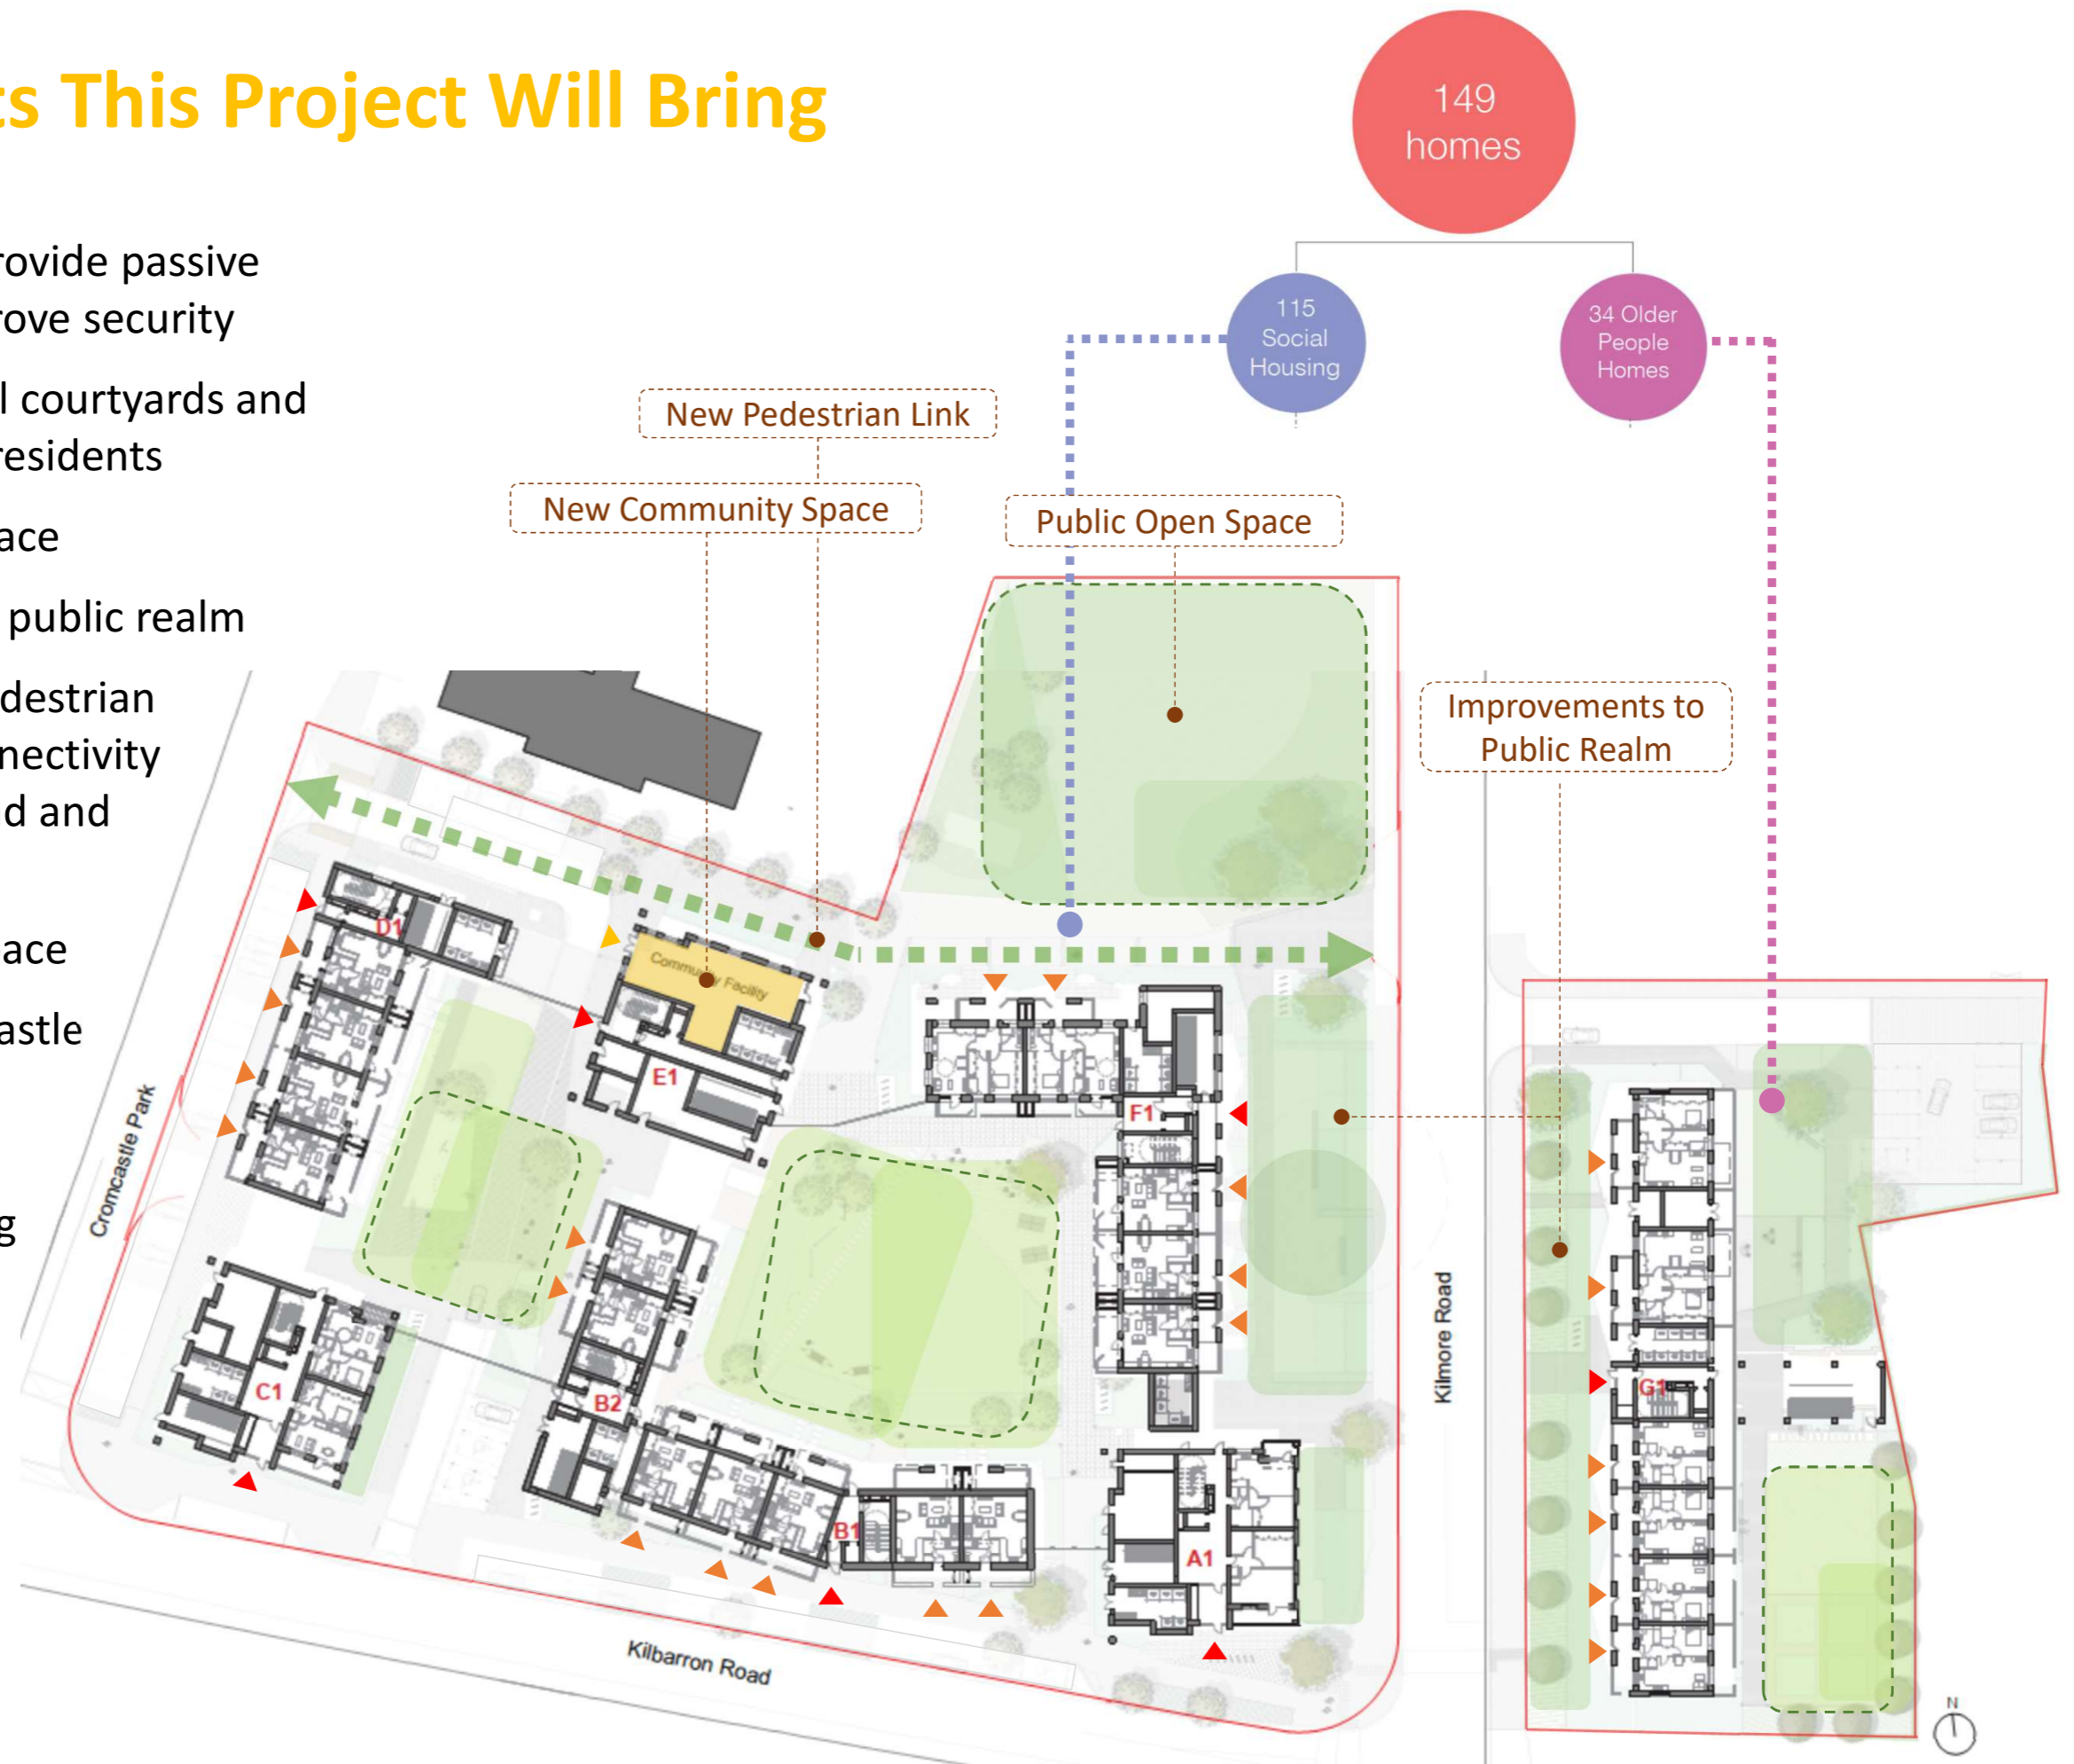 ts This Project Will Bring
rovide passive
rove security
l courtyards and
residents
ace
public realm
destrian
nectivity
d and
ace
astle
g
149
homes
115
Social
Housing
34 Older
People
Homes
New Pedestrian Link
New Community Space
Public Open Space
Improvements to
Public Realm
D1
Community Facility
E1
F1
Cromcastle Park
Kilmore Road
C1
B2
G1
B1
A1
Kilbarron Road
N